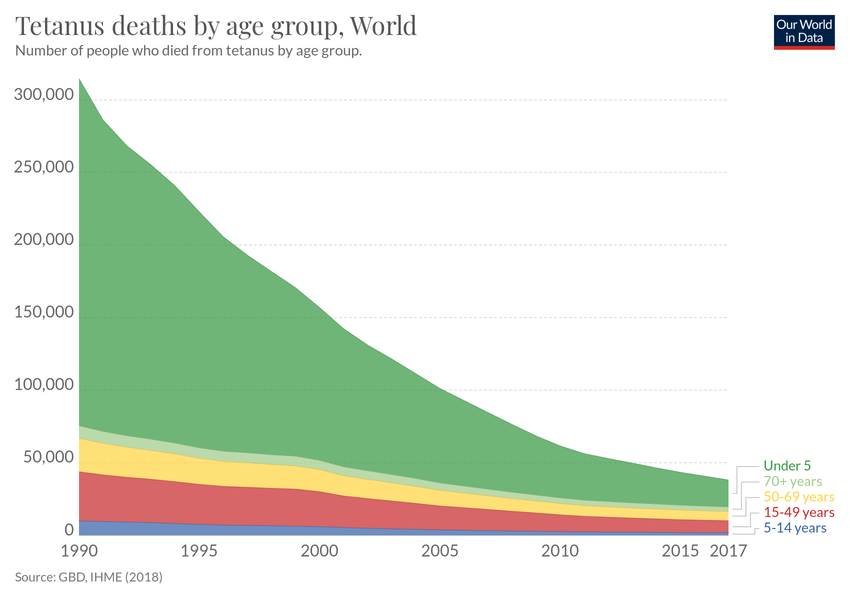 Tetanus deaths by age group, World
Number of people who died from tetanus by age group.
Our World
in Data
300,000
250,000
200,000
150,000
100,000
50,000
0
Under 5
70+ years
50-69 years
15-49 years
5-14 years
1990 1995 2000 2005 2010 2015 2017
Source: GBD, IHME (2018)